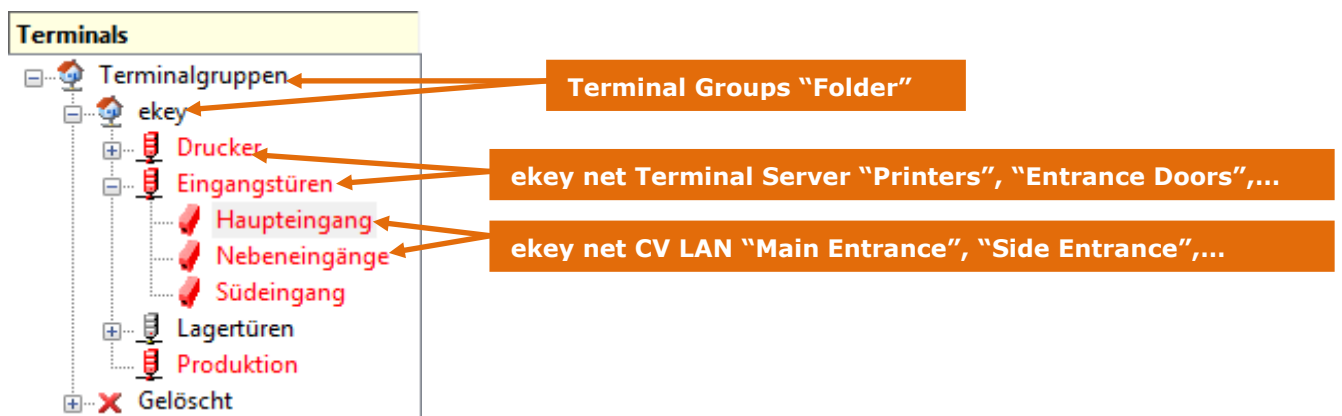 Terminals
Terminalgruppen
Terminal Groups “Folder”
ekey
Drucker
ekey net Terminal Server “Printers”, “Entrance Doors”,…
Eingangstüren
Haupteingang
ekey net CV LAN “Main Entrance”, “Side Entrance”,…
Nebeneingänge
Südeingang
Lagertüren
Produktion
Gelöscht